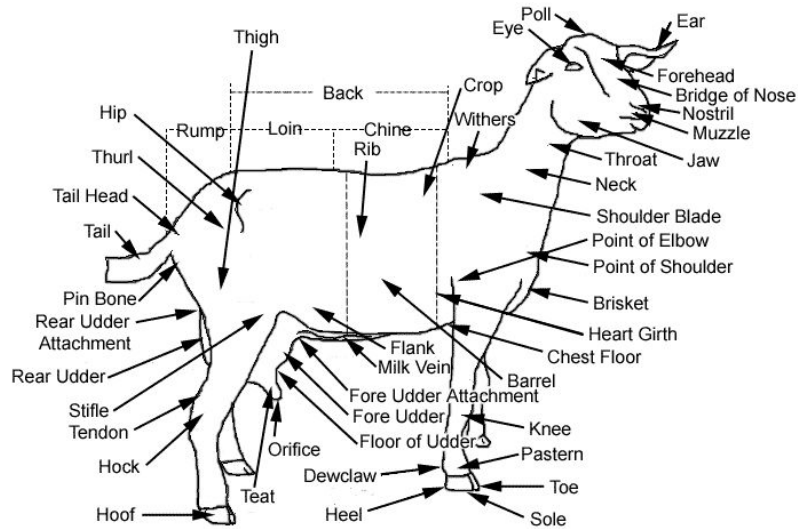 Poll
Ear
Eye
Thigh
Forehead
Back
Crop
Bridge of Nose
Hip
Nostril
Withers
Rump
Loin
Chine
Muzzle
Rib
Thurl
Throat
Jaw
Neck
Tail Head
Shoulder Blade
Tail
Point of Elbow
Point of Shoulder
Pin Bone
Brisket
Rear Udder
Attachment
Heart Girth
Flank
Chest Floor
Milk Vein
Rear Udder
Barrel
Fore Udder Attachment
Stifle
Fore Udder
Tendon
Knee
Floor of Udder
Orifice
Pastern
Hock
Dewclaw
Teat
Toe
Hoof
Heel
Sole